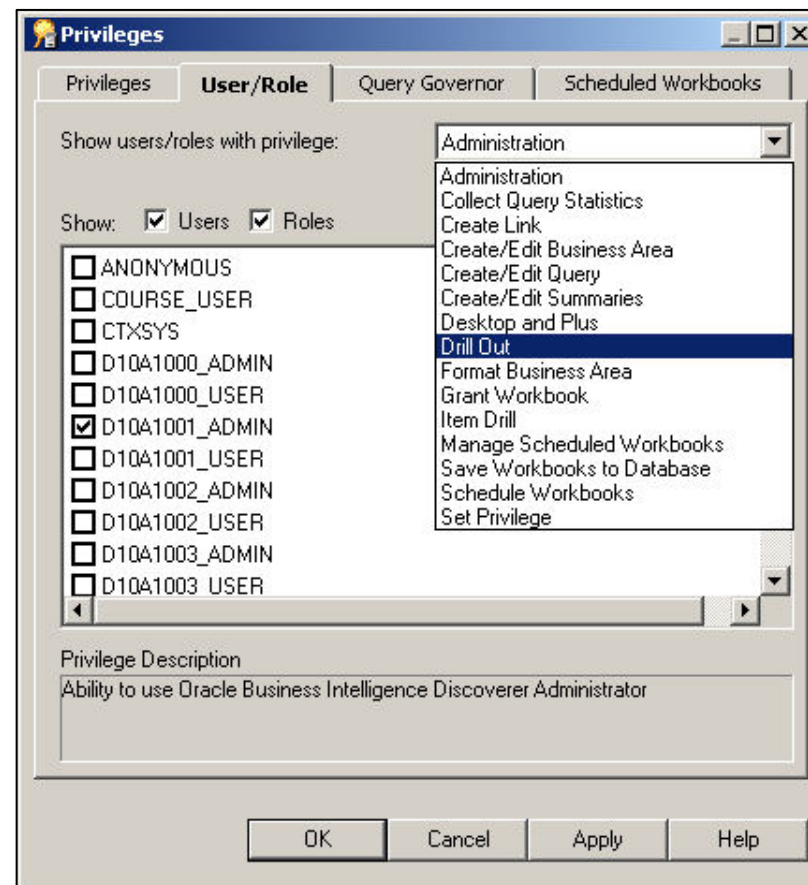 Privileges
Privileges User/Role Query Governor Scheduled Workbooks
Show users/roles with privilege: Administration
Administration
Collect Query Statistics
Create Link
Create/Edit Business Area
Create/Edit Query
Create/Edit Summaries
Desktop and Plus
Drill Out
Format Business Area
Grant Workbook
Item Drill
Manage Scheduled Workbooks
Save Workbooks to Database
Schedule Workbooks
Set Privilege
Show: Users Roles
ANONYMOUS
COURSE_USER
CTXSYS
D10A1000_ADMIN
D10A1000_USER
D10A1001_ADMIN
D10A1001_USER
D10A1002_ADMIN
D10A1002_USER
D10A1003_ADMIN
D10A1003_USER
Privilege Description
Ability to use Oracle Business Intelligence Discoverer Administrator
OK Cancel Apply Help